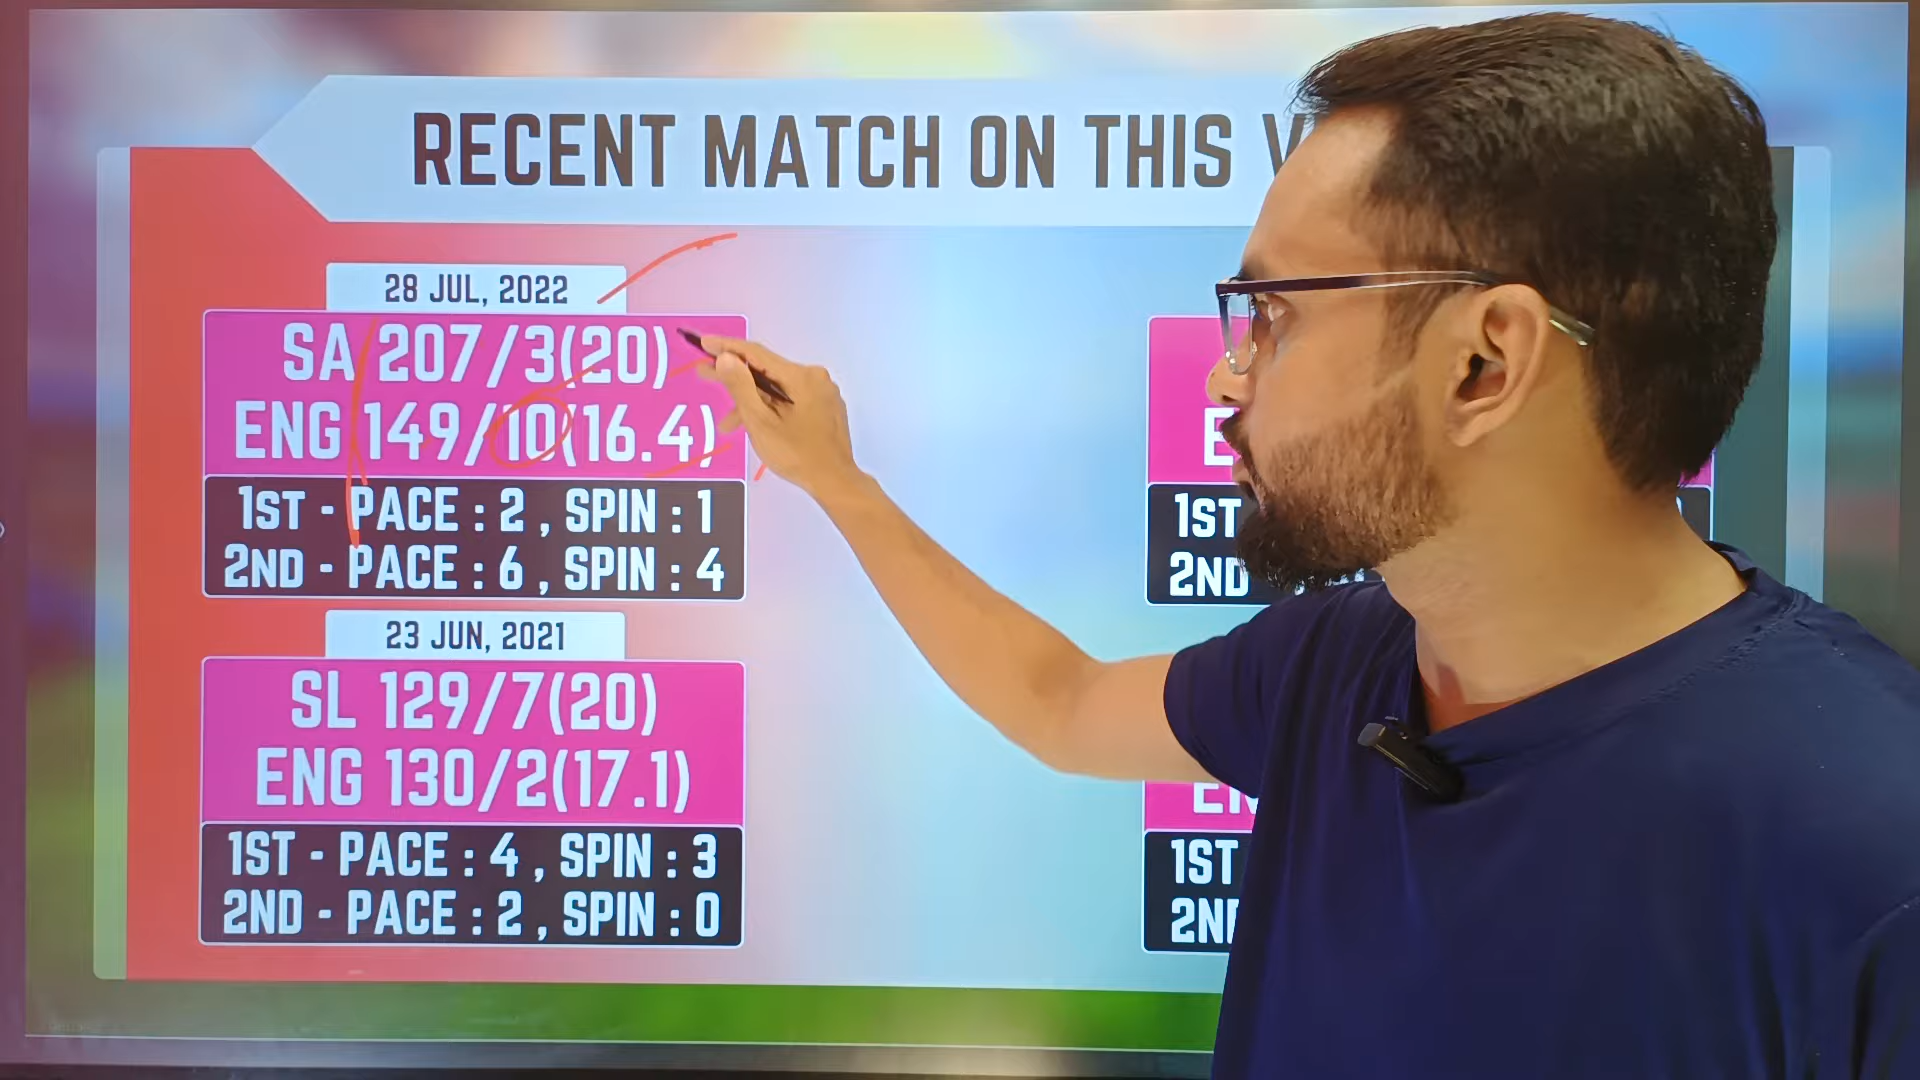 RECENT MATCH ON THIS
28 JUL, 2022
SA 207/3(20)
ENG 149/10(16.4)
1ST - PACE : 2 , SPIN : 1
2ND - PACE : 6 , SPIN : 4
23 JUN, 2021
SL 129/7(20)
ENG 130/2(17.1)
1ST - PACE : 4 , SPIN : 3
2ND - PACE : 2 , SPIN : 0
1ST
2ND
1ST